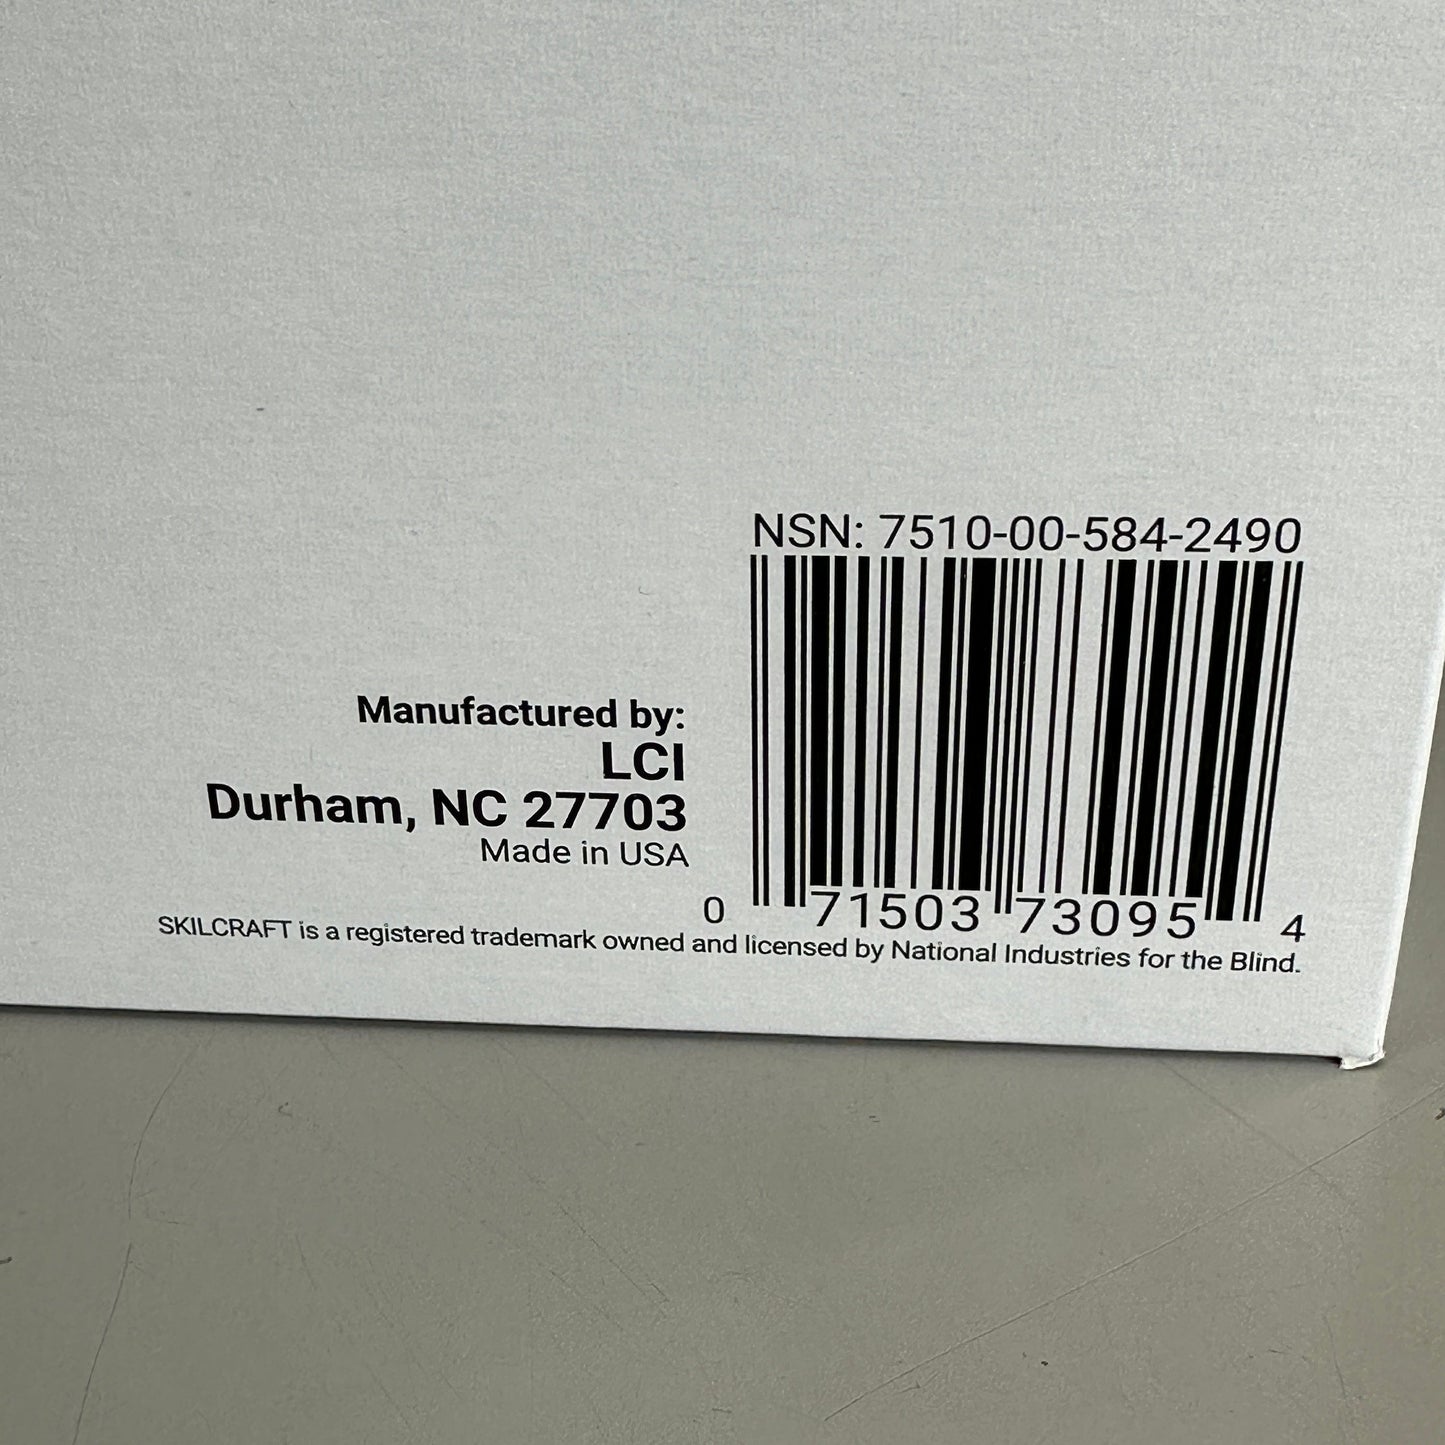 NSN: 7510-00-584-2490
Manufactured by:
LCI
Durham, NC 27703
Made in USA
0 71503 73095 4
SKILCRAFT is a registered trademark owned and licensed by National Industries for the Blind.